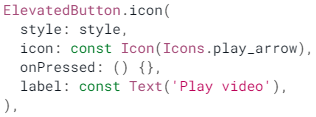 ElevatedButton.icon(
  style: style,
  icon: const Icon(Icons.play_arrow),
  onPressed: () {},
  label: const Text('Play video'),
),